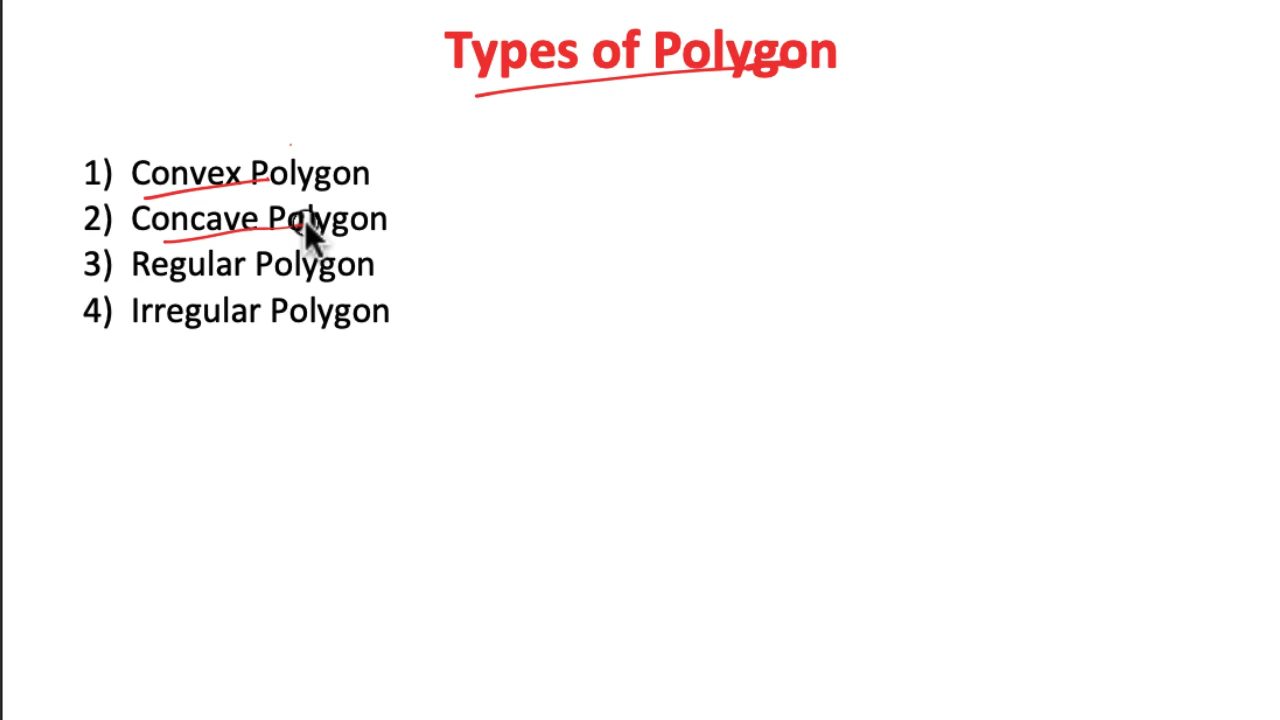 Types of Polygon
1) Convex Polygon
2) Concave Polygon
3) Regular Polygon
4) Irregular Polygon